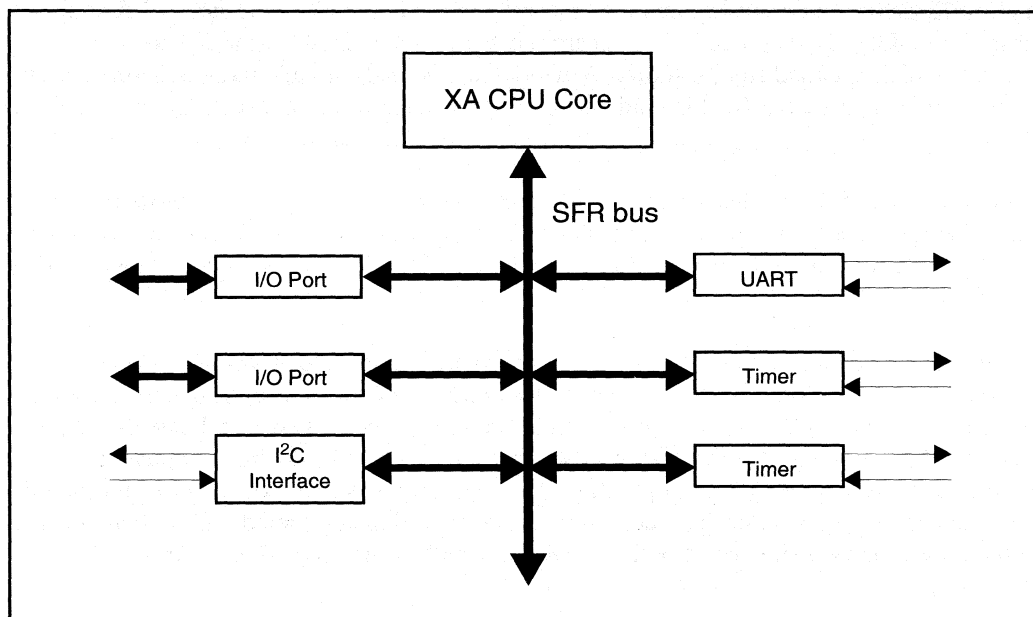 XA CPU Core
SFR bus
I/O Port
UART
I/O Port
Timer
I²C
Interface
Timer